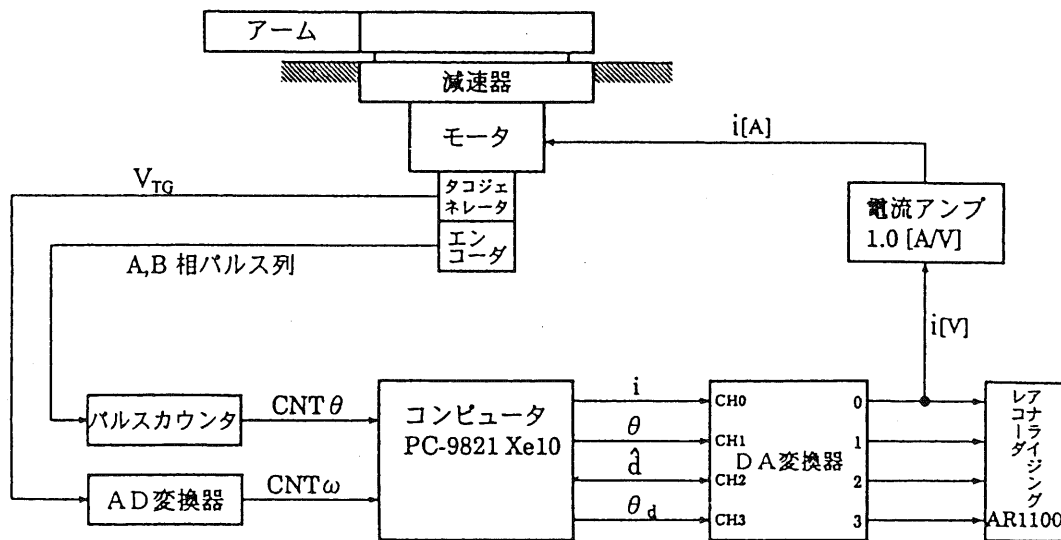 アーム
減速器
モータ
i[A]
V_TG
タコジェ
ネレータ
電流アンプ
1.0 [A/V]
エン
コーダ
A,B 相パルス列
i[V]
パルスカウンタ
CNT θ
コンピュータ
PC-9821 Xe10
i
θ
d̂
θ d
CH0
CH1
CH2
CH3
DA変換器
0
1
2
3
アナライジング
レコーダ
AR1100
AD変換器
CNT ω